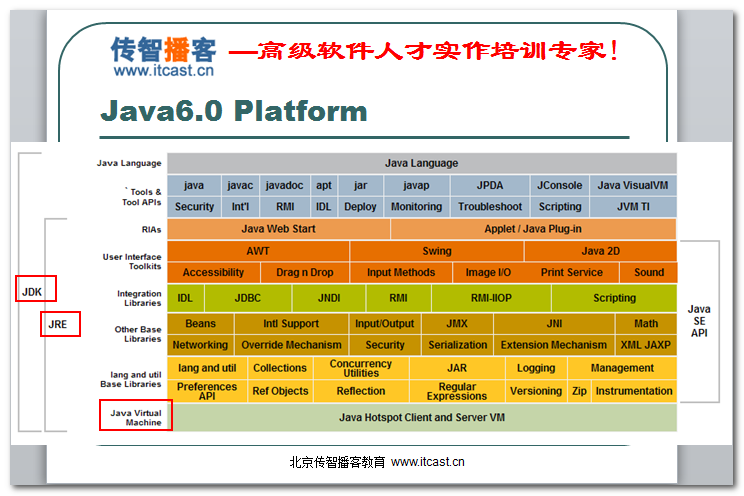 传智播客 —高级软件人才实作培训专家!
www.itcast.cn
Java6.0 Platform
Java Language Java Language
` Tools & Tool APIs java javac javadoc apt jar javap JPDA JConsole Java VisualVM
Security Int'l RMI IDL Deploy Monitoring Troubleshoot Scripting JVM TI
RIAs Java Web Start Applet / Java Plug-in
User Interface Toolkits AWT Swing Java 2D
Accessibility Drag n Drop Input Methods Image I/O Print Service Sound
Integration Libraries IDL JDBC JNDI RMI RMI-IIOP Scripting
JDK
JRE
Java SE API
Other Base Libraries Beans Intl Support Input/Output JMX JNI Math
Networking Override Mechanism Security Serialization Extension Mechanism XML JAXP
lang and util Base Libraries lang and util Collections Concurrency Utilities JAR Logging Management
Preferences API Ref Objects Reflection Regular Expressions Versioning Zip Instrumentation
Java Virtual Machine Java Hotspot Client and Server VM
北京传智播客教育 www.itcast.cn